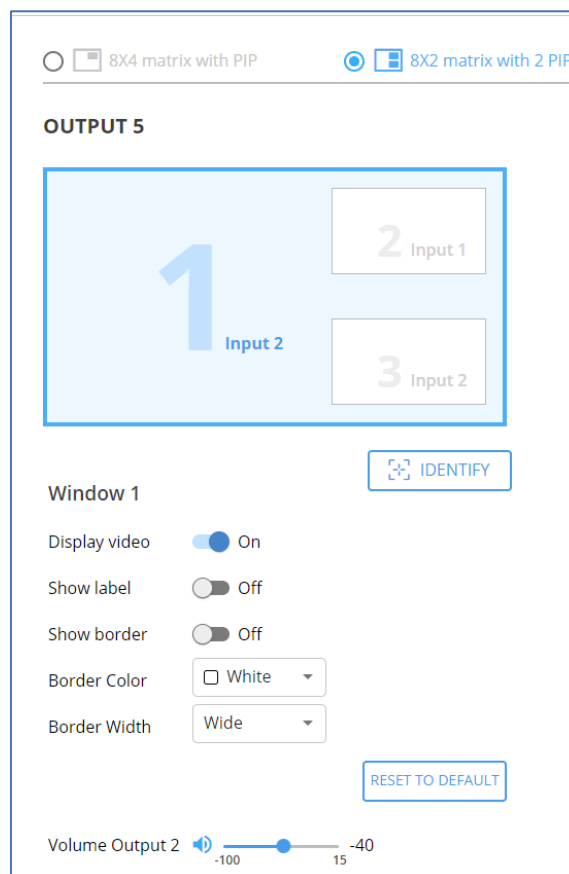 8X4 matrix with PIP 8X2 matrix with 2 PIP
OUTPUT 5
1 Input 2
2 Input 1
3 Input 2
IDENTIFY
Window 1
Display video On
Show label Off
Show border Off
Border Color White
Border Width Wide
RESET TO DEFAULT
Volume Output 2 -40
-100 15